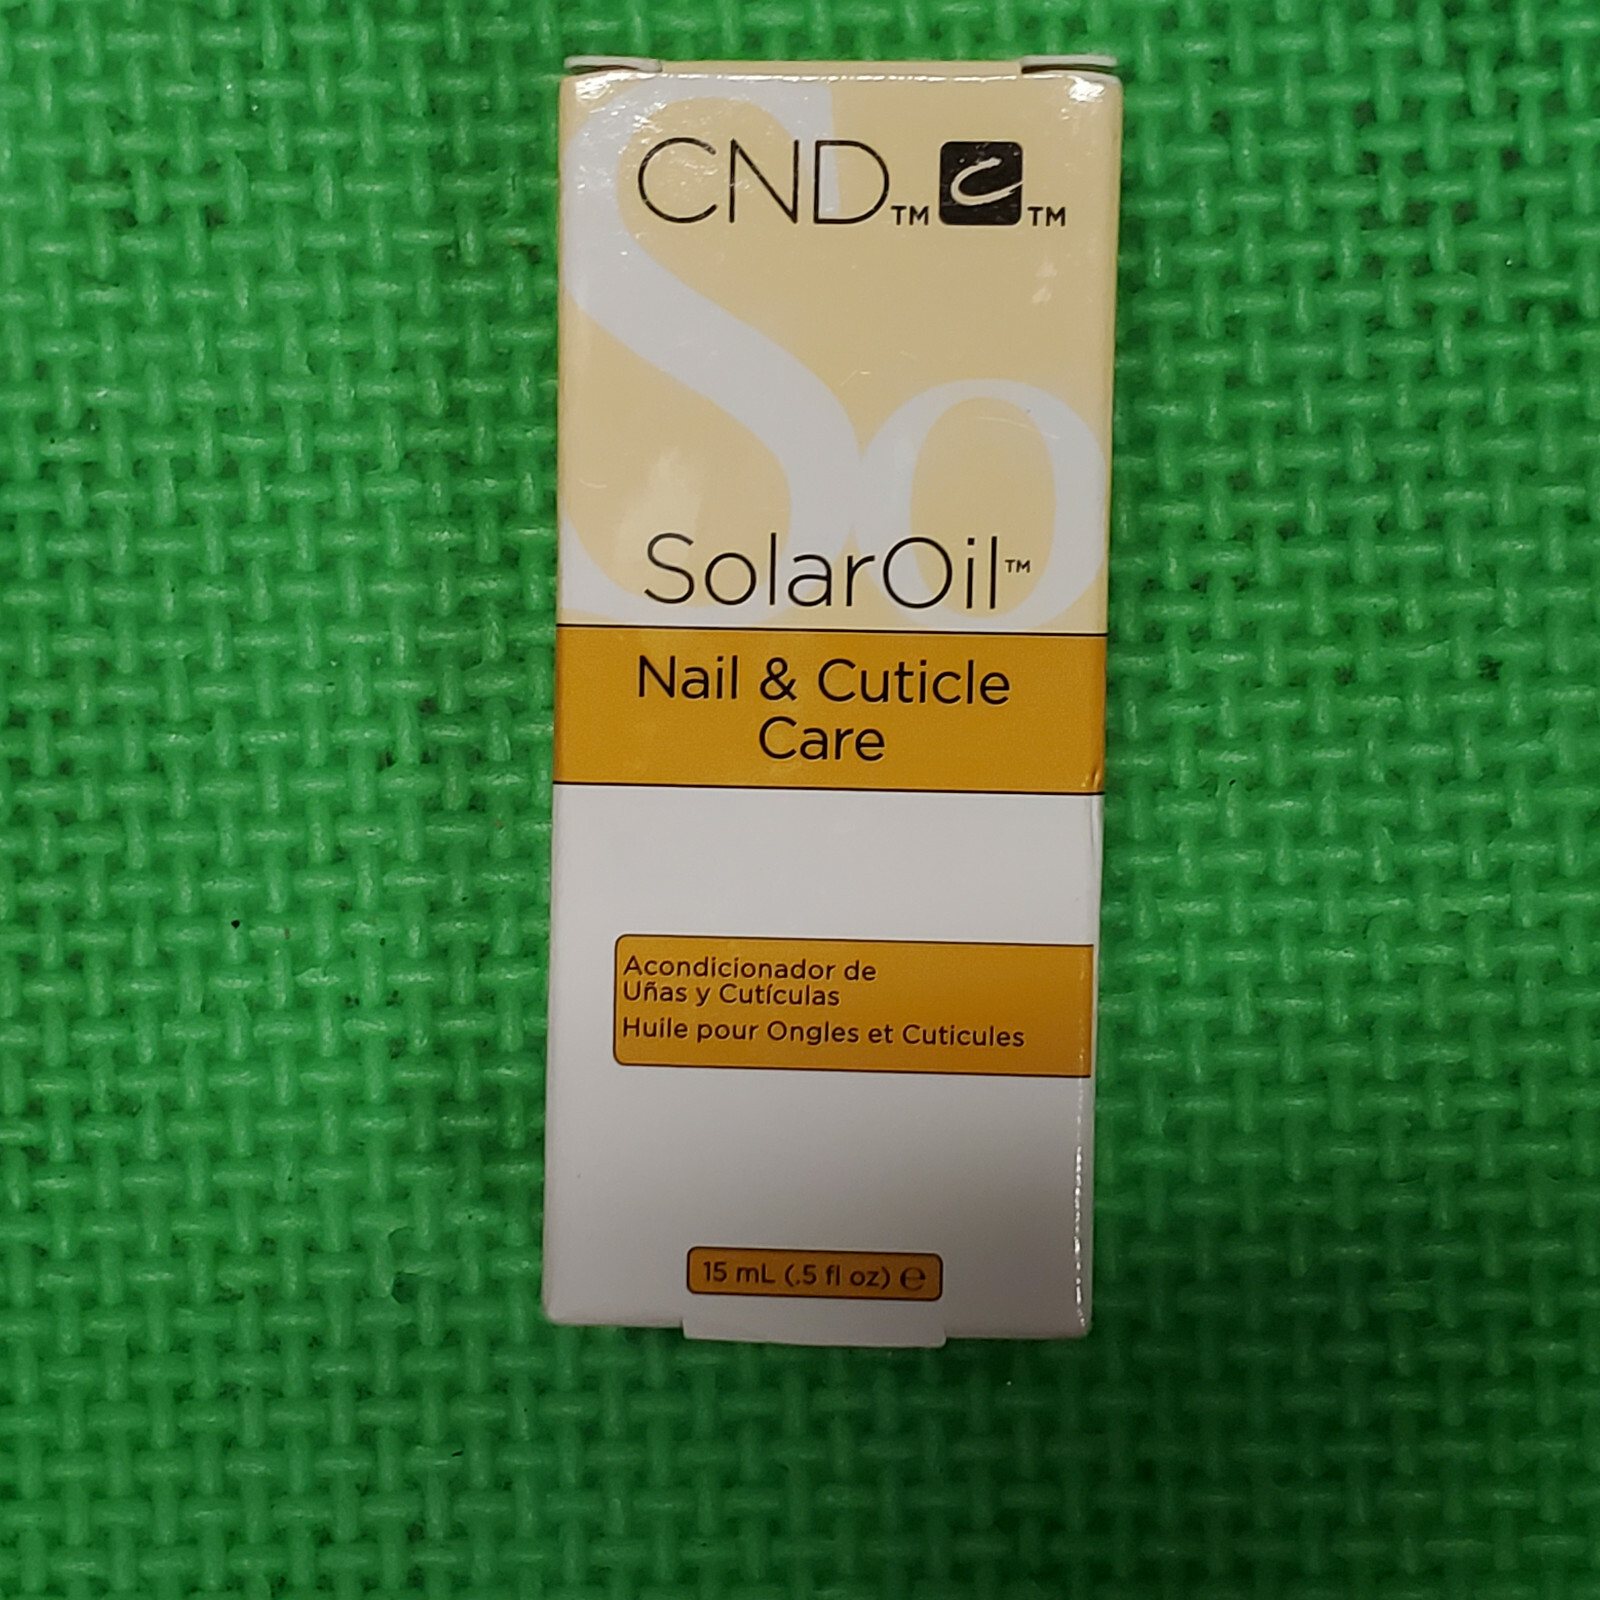 CND™ ™
So
SolarOil™
Nail & Cuticle
Care
Acondicionador de
Uñas y Cutículas
Huile pour Ongles et Cuticules
15 mL (.5 fl oz) ℮